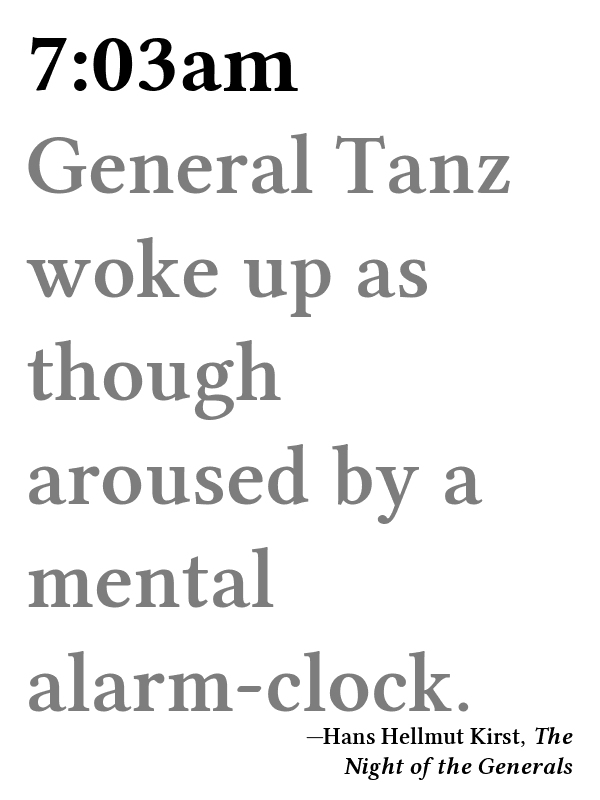 7:03am
General Tanz
woke up as
though
aroused by a
mental
alarm-clock.
—Hans Hellmut Kirst, The
Night of the Generals